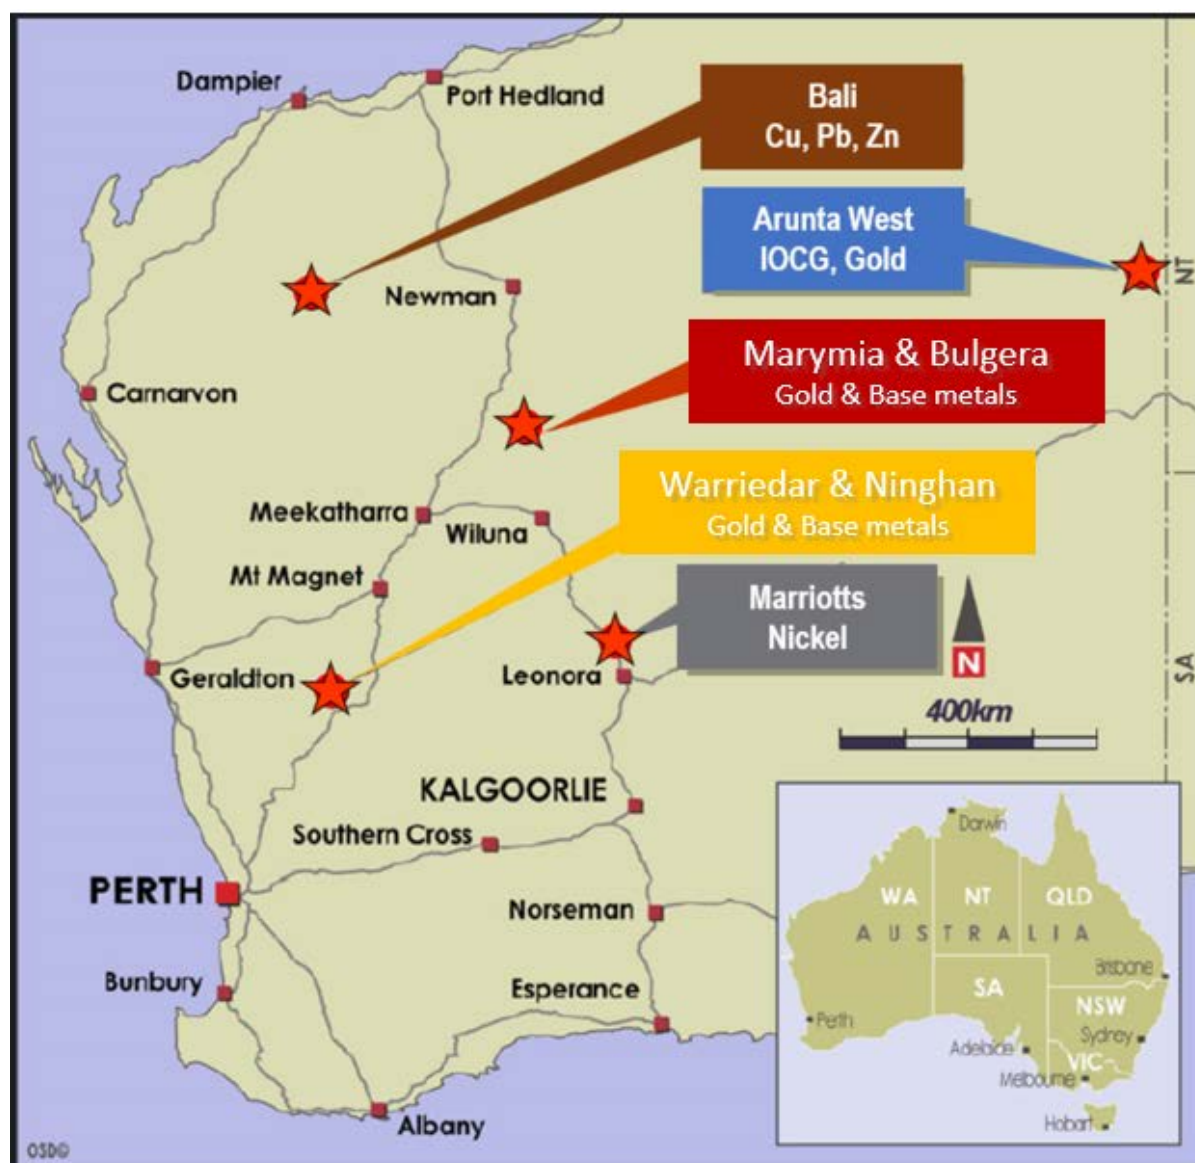 Dampier
Port Hedland
Bali
Cu, Pb, Zn
Arunta West
IOCG, Gold
NT
Newman
Marymia & Bulgera
Gold & Base metals
Carnarvon
Warriedar & Ninghan
Gold & Base metals
Meekatharra
Wiluna
Mt Magnet
Marriotts
Nickel
N
SA
Geraldton
Leonora
400km
KALGOORLIE
Southern Cross
PERTH
Norseman
Bunbury
Esperance
Albany
Darwin
WA
NT
QLD
AUSTRALIA
Brisbane
SA
NSW
Perth
Sydney
Adelaide
VIC
Melbourne
Hobart
OSD©